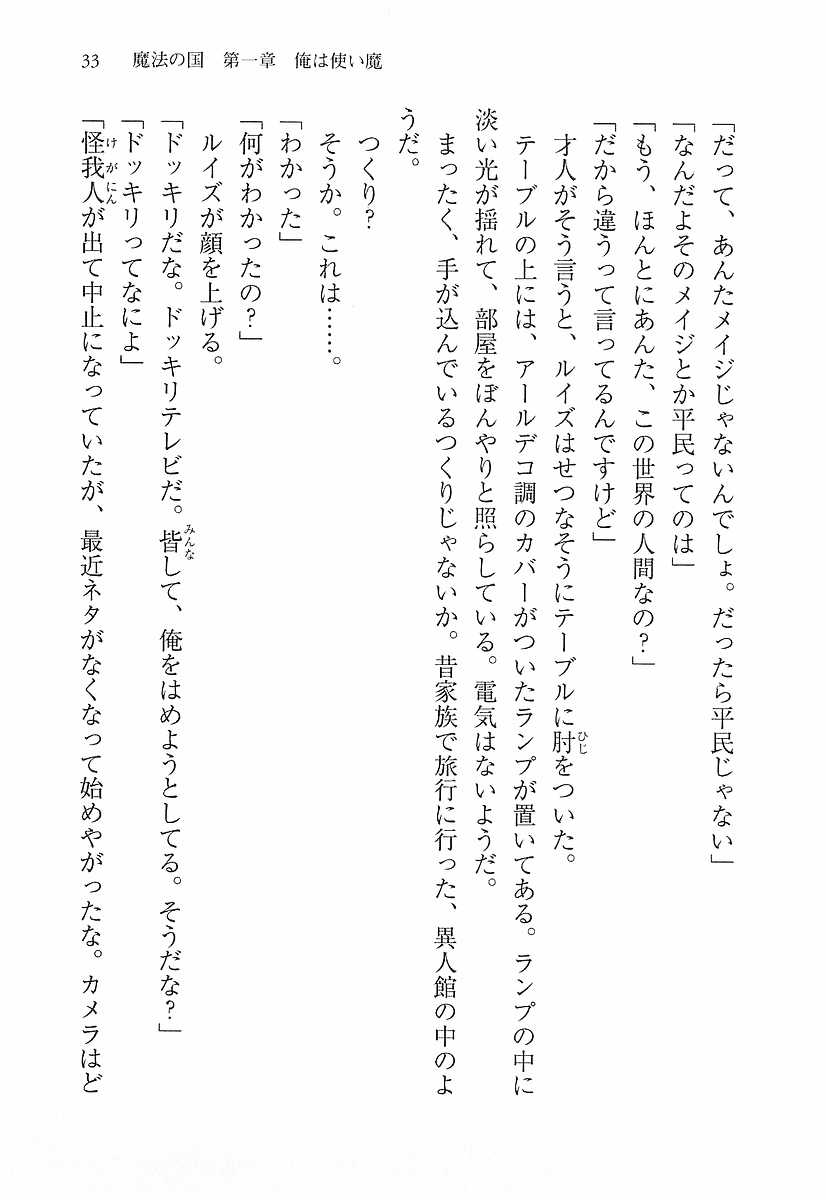 33　魔法の国　第一章　俺は使い魔
「だって、あんたメイジじゃないんでしょ。だったら平民じゃない」
「なんだよそのメイジとか平民ってのは」
「もう、ほんとにあんた、この世界の人間なの？」
「だから違うって言ってるんですけど」
　才人がそう言うと、ルイズはせつなそうにテーブルに肘をついた。
　テーブルの上には、アールデコ調のカバーがついたランプが置いてある。ランプの中に
淡い光が揺れて、部屋をぼんやりと照らしている。電気はないようだ。
　まったく、手が込んでいるつくりじゃないか。昔家族で旅行に行った、異人館の中のよ
うだ。
　つくり？
　そうか。これは……。
「わかった」
「何がわかったの？」
　ルイズが顔を上げる。
「ドッキリだな。ドッキリテレビだ。皆して、俺をはめようとしてる。そうだな？」
「ドッキリってなによ」
「怪我人が出て中止になっていたが、最近ネタがなくなって始めやがったな。カメラはど
ひじ
みんな
けがにん